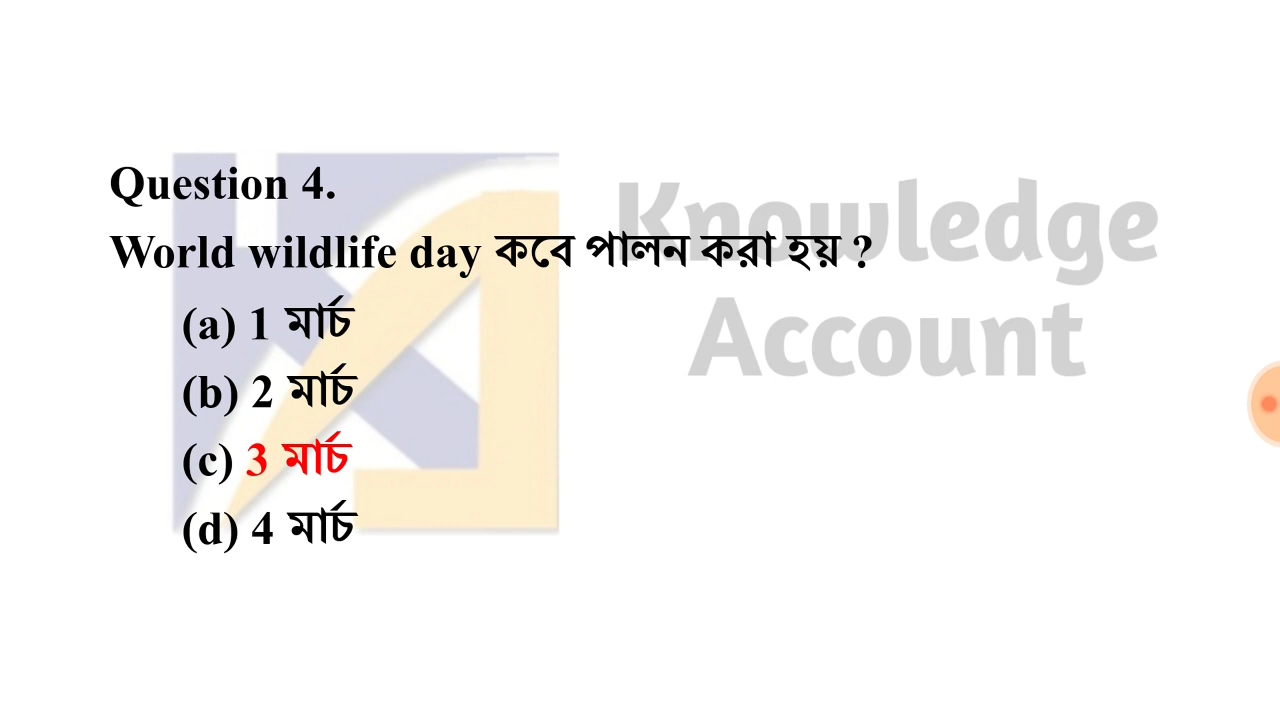 Question 4.
World wildlife day কবে পালন করা হয় ?
(a) 1 মার্চ
(b) 2 মার্চ
(c) 3 মার্চ
(d) 4 মার্চ
Knowledge
Account